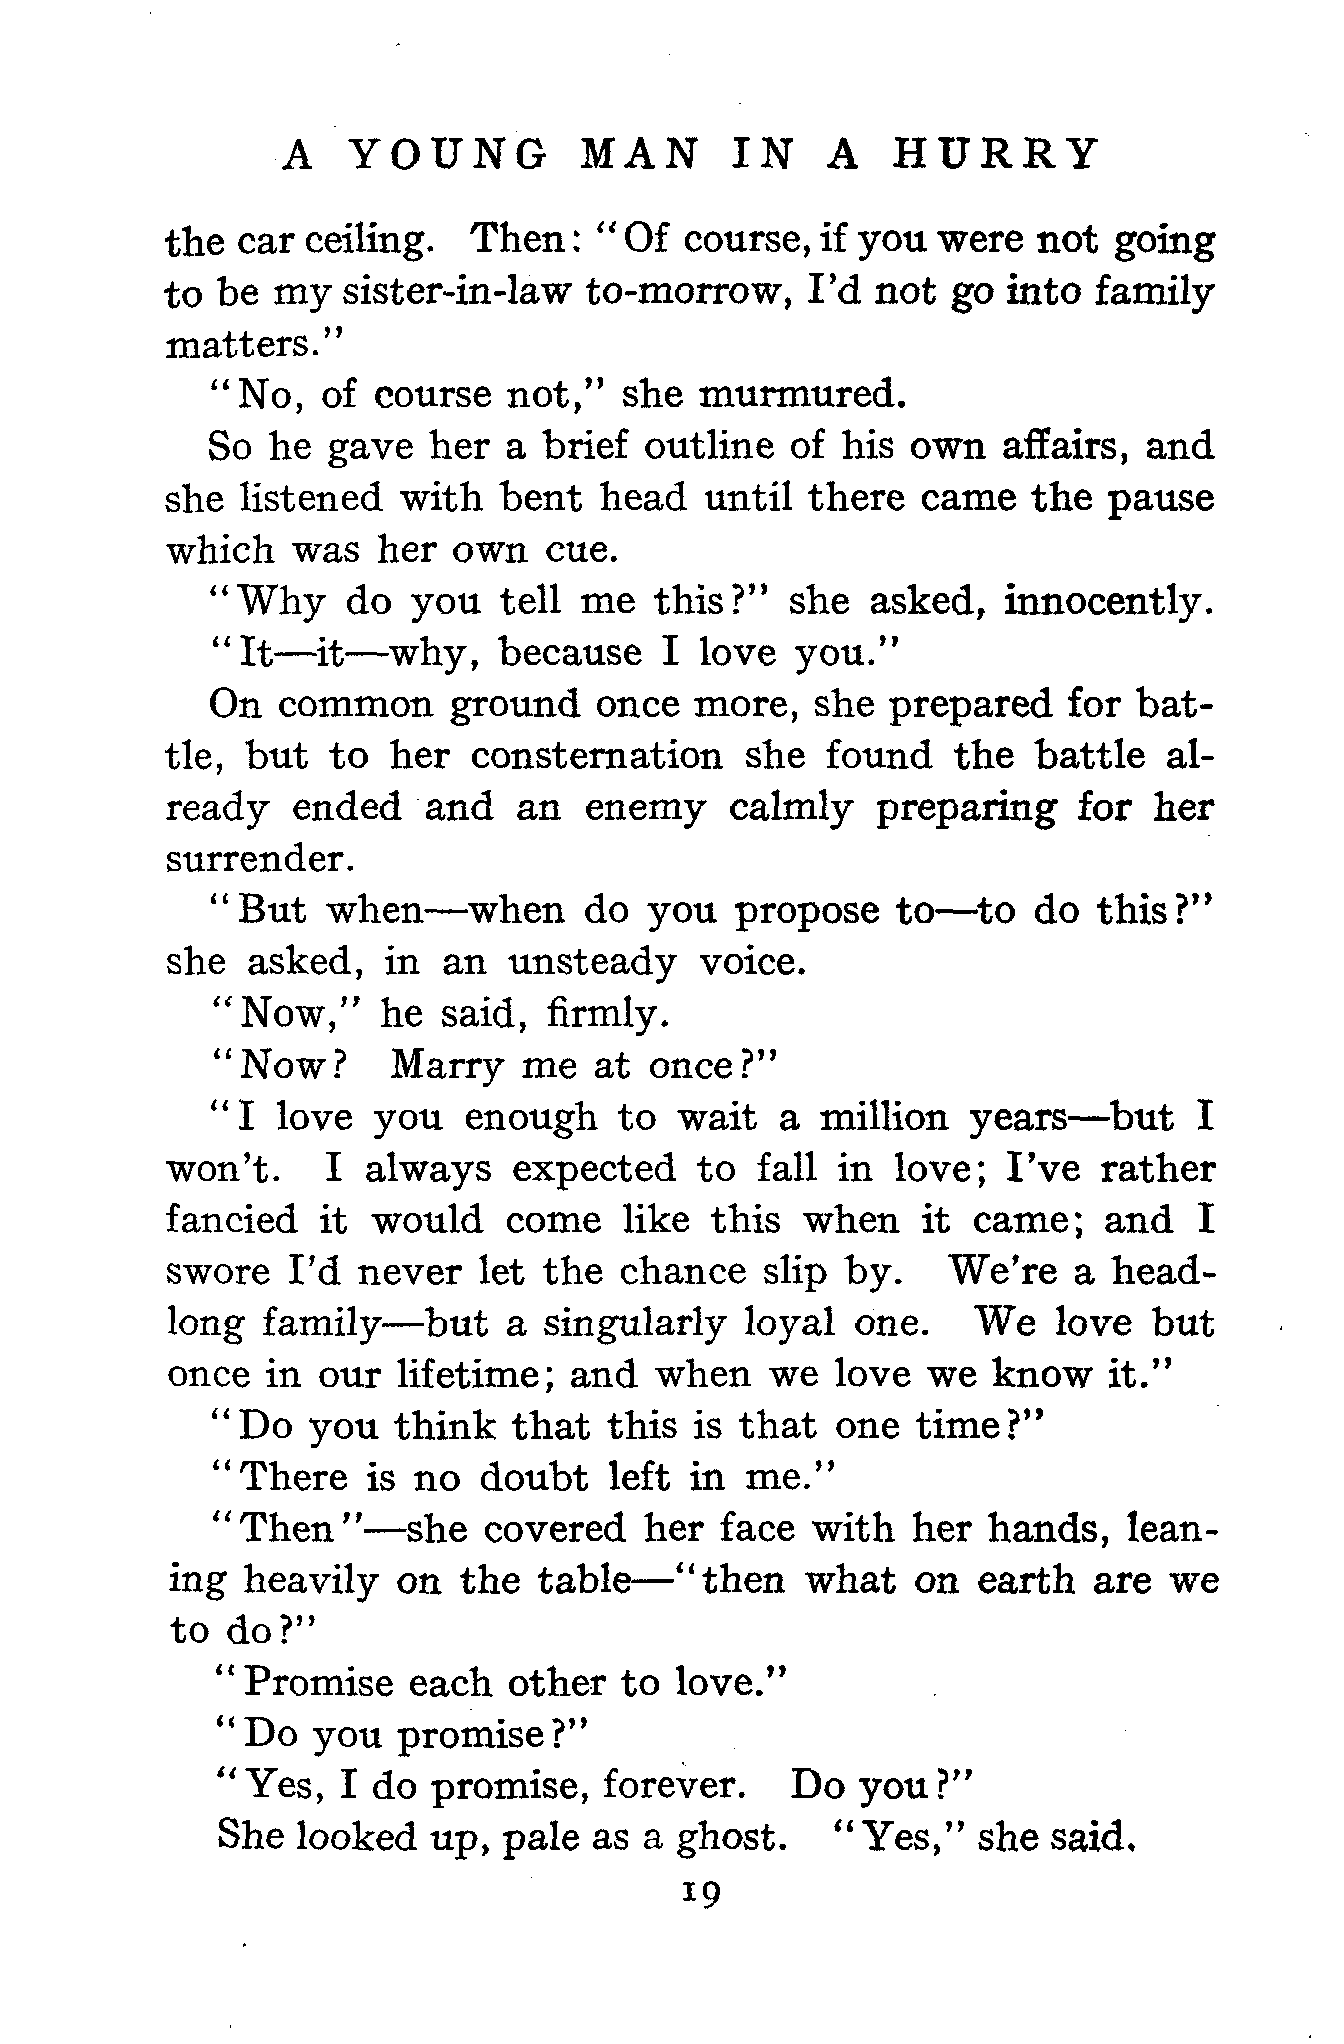 A YOUNG MAN IN A HURRY
the car ceiling. Then: "Of course, if you were not going
to be my sister-in-law to-morrow, I'd not go into family
matters."
"No, of course not," she murmured.
So he gave her a brief outline of his own affairs, and
she listened with bent head until there came the pause
which was her own cue.
"Why do you tell me this?" she asked, innocently.
"It—it—why, because I love you."
On common ground once more, she prepared for bat-
tle, but to her consternation she found the battle al-
ready ended and an enemy calmly preparing for her
surrender.
"But when—when do you propose to—to do this?"
she asked, in an unsteady voice.
"Now," he said, firmly.
"Now? Marry me at once?"
"I love you enough to wait a million years—but I
won't. I always expected to fall in love; I've rather
fancied it would come like this when it came; and I
swore I'd never let the chance slip by. We're a head-
long family—but a singularly loyal one. We love but
once in our lifetime; and when we love we know it."
"Do you think that this is that one time?"
"There is no doubt left in me."
"Then"—she covered her face with her hands, lean-
ing heavily on the table—"then what on earth are we
to do?"
"Promise each other to love."
"Do you promise?"
"Yes, I do promise, forever. Do you?"
She looked up, pale as a ghost. "Yes," she said.
19